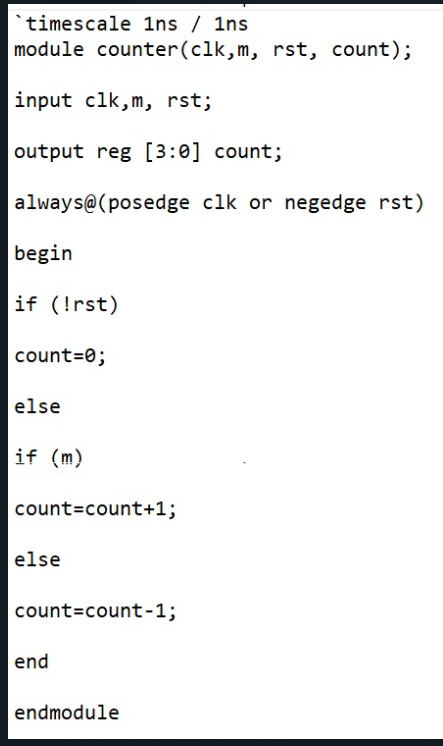 `timescale 1ns / 1ns
module counter(clk,m, rst, count);
input clk,m, rst;
output reg [3:0] count;
always@(posedge clk or negedge rst)
begin
if (!rst)
count=0;
else
if (m)
count=count+1;
else
count=count-1;
end
endmodule